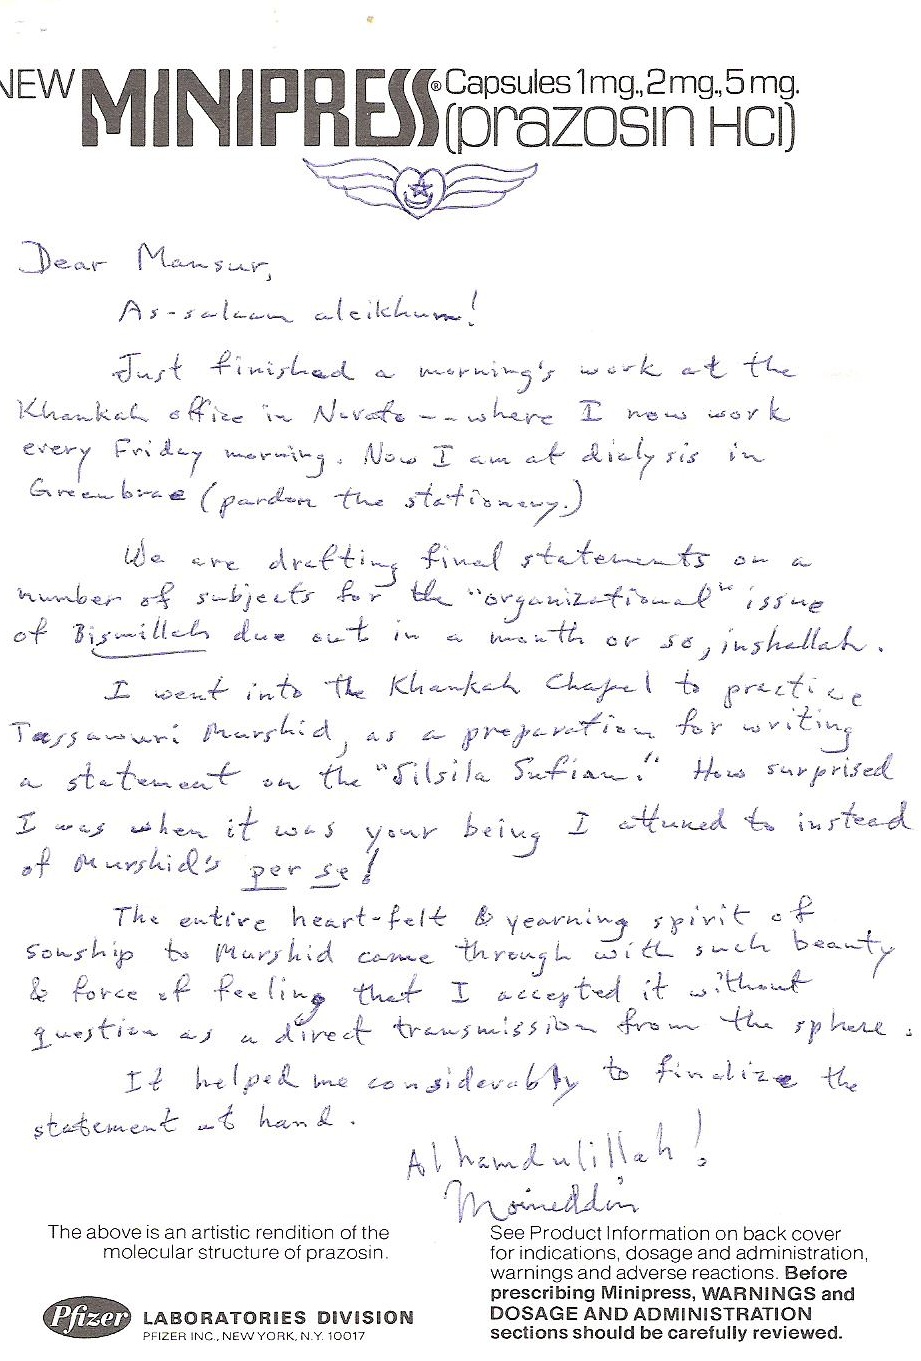 NEW MINIPRESS® Capsules 1mg., 2mg., 5mg.
(prazosin HCl)
Dear Mansur,
As-salaam aleikhum!
Just finished a morning's work at the
Khankah office in Novato -- where I now work
every Friday morning. Now I am at dialysis in
Greenbrae (pardon the stationery.)
We are drafting final statements on a
number of subjects for the "organizational" issue
of Bismillah due out in a month or so, inshallah.
I went into the Khankah Chapel to practice
Tassawuri Murshid, as a preparation for writing
a statement on the "Silsila Sufian." How surprised
I was when it was your being I attuned to instead
of Murshid's per se!
The entire heart-felt & yearning spirit of
sonship to Murshid came through with such beauty
& force of feeling that I accepted it without
question as a direct transmission from the sphere.
It helped me considerably to finalize the
statement at hand.
Alhamdulillah!
Moineddin
The above is an artistic rendition of the
molecular structure of prazosin.
Pfizer LABORATORIES DIVISION
PFIZER INC., NEW YORK, N.Y. 10017
See Product Information on back cover
for indications, dosage and administration,
warnings and adverse reactions. Before
prescribing Minipress, WARNINGS and
DOSAGE AND ADMINISTRATION
sections should be carefully reviewed.